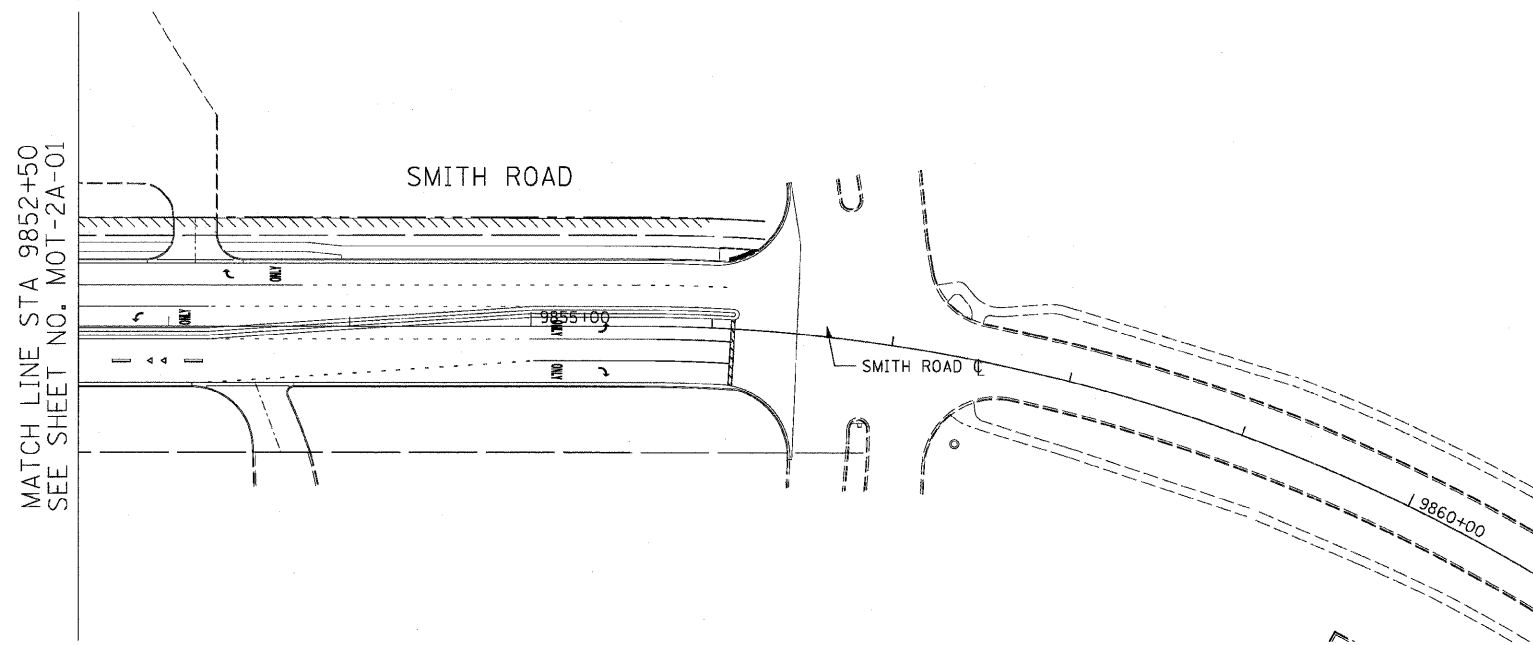 MATCH LINE STA 9852+50
SEE SHEET NO. MOT-2A-01
SMITH ROAD
ONLY
ONLY
9855+00
ONLY
ONLY
SMITH ROAD ℄
9860+00